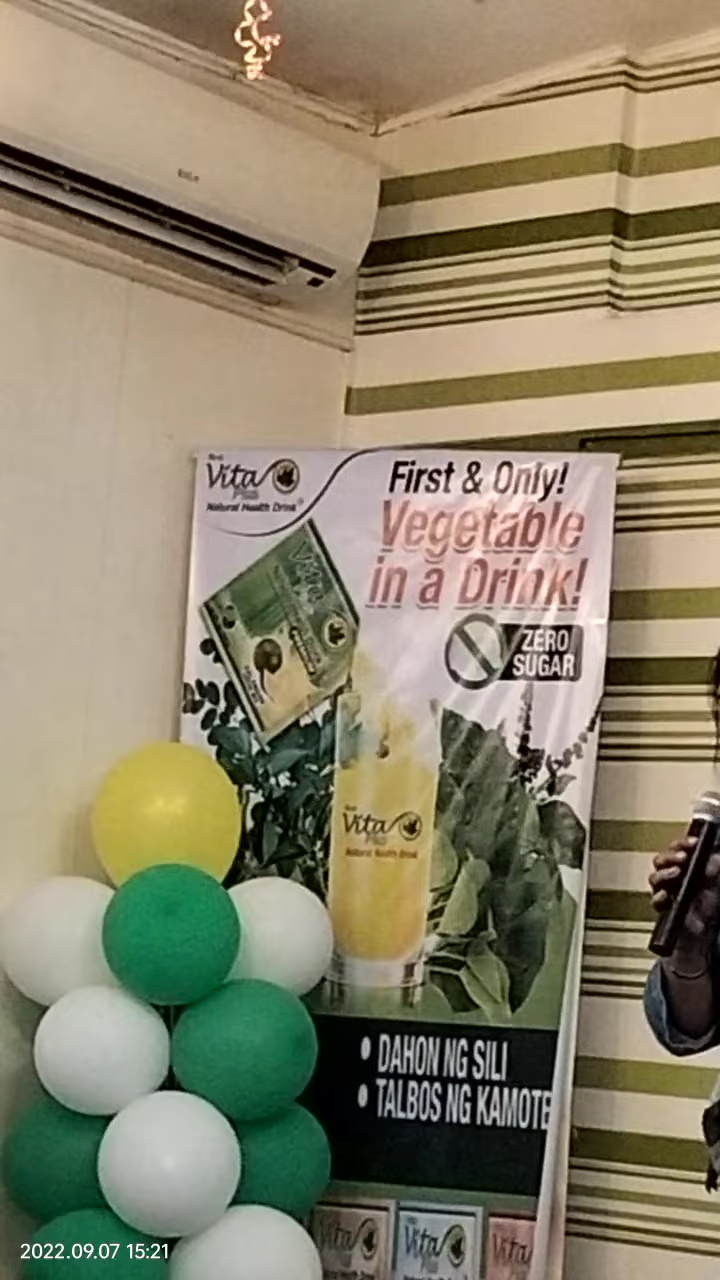 Vita
Plus
Natural Health Drink
First & Only!
Vegetable
in a Drink!
ZERO
SUGAR
Vita
Vita
Plus
Natural Health Drink
• DAHON NG SILI
• TALBOS NG KAMOTE
Vita
Vita
Vita
2022.09.07 15:21